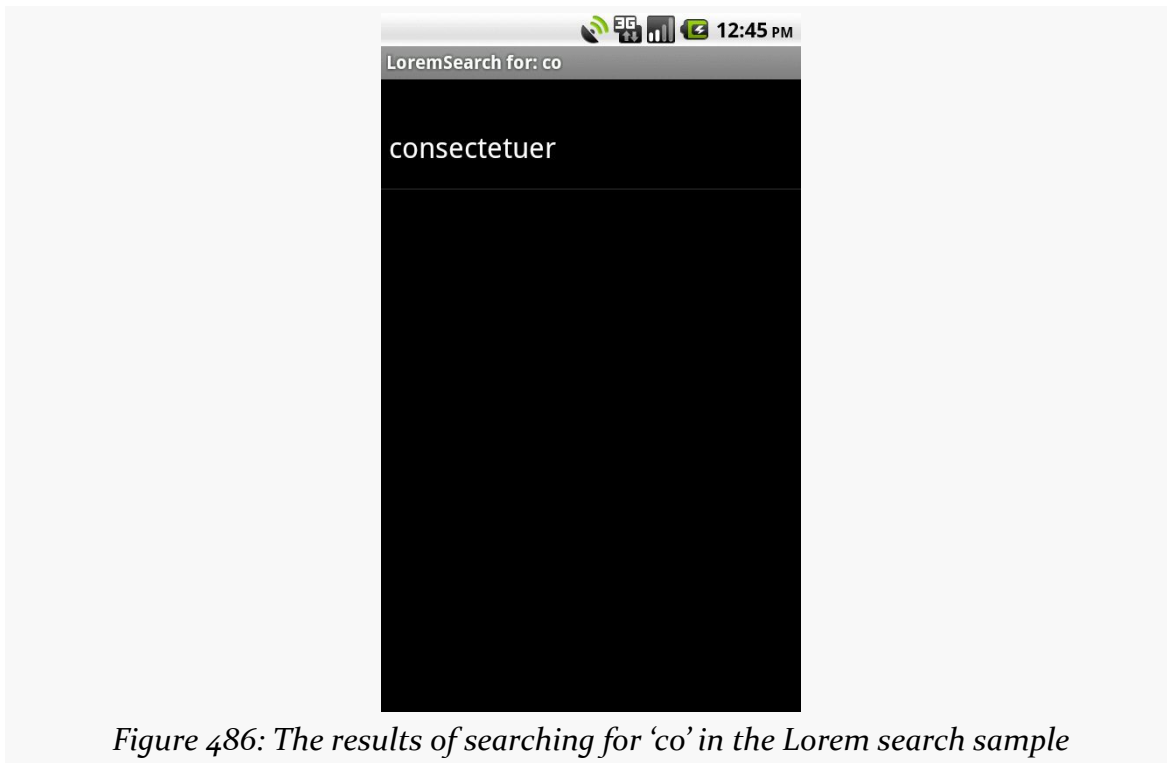 3G 12:45 PM
LoremSearch for: co
consectetuer
Figure 486: The results of searching for ‘co’ in the Lorem search sample